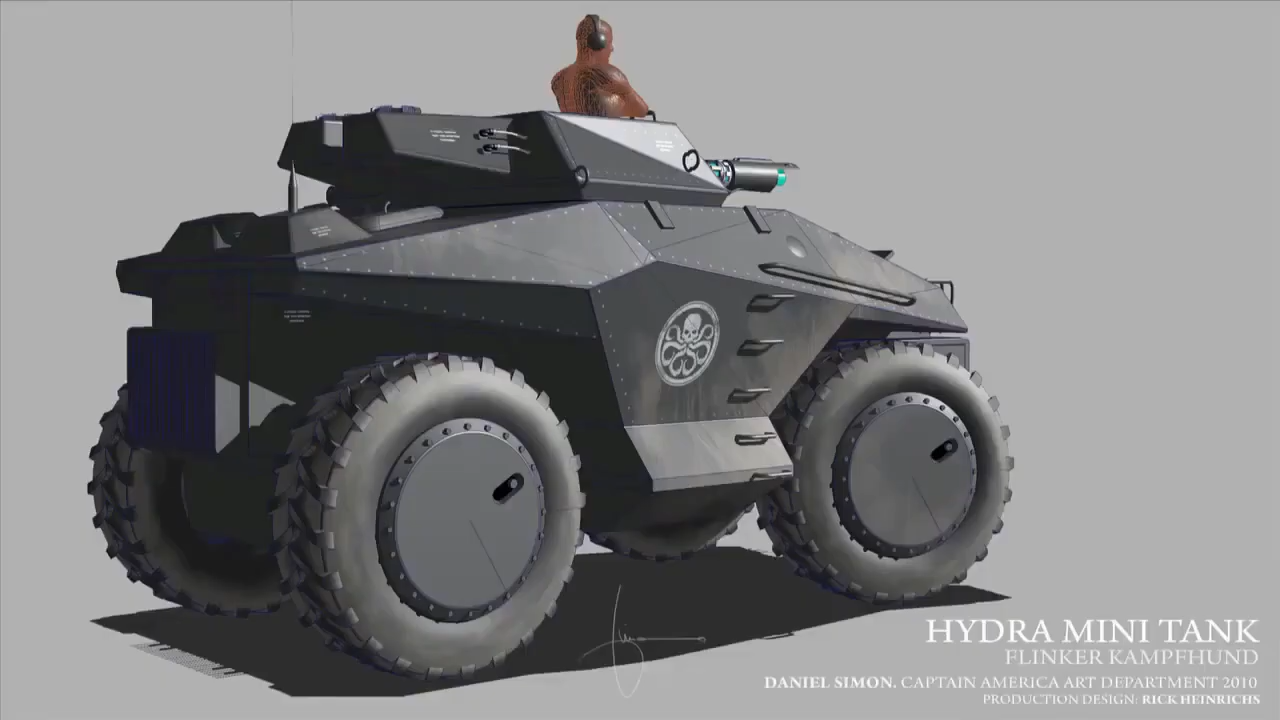 HYDRA MINI TANK
FLINKER KAMPFHUND
DANIEL SIMON. CAPTAIN AMERICA ART DEPARTMENT 2010
PRODUCTION DESIGN: RICK HEINRICHS